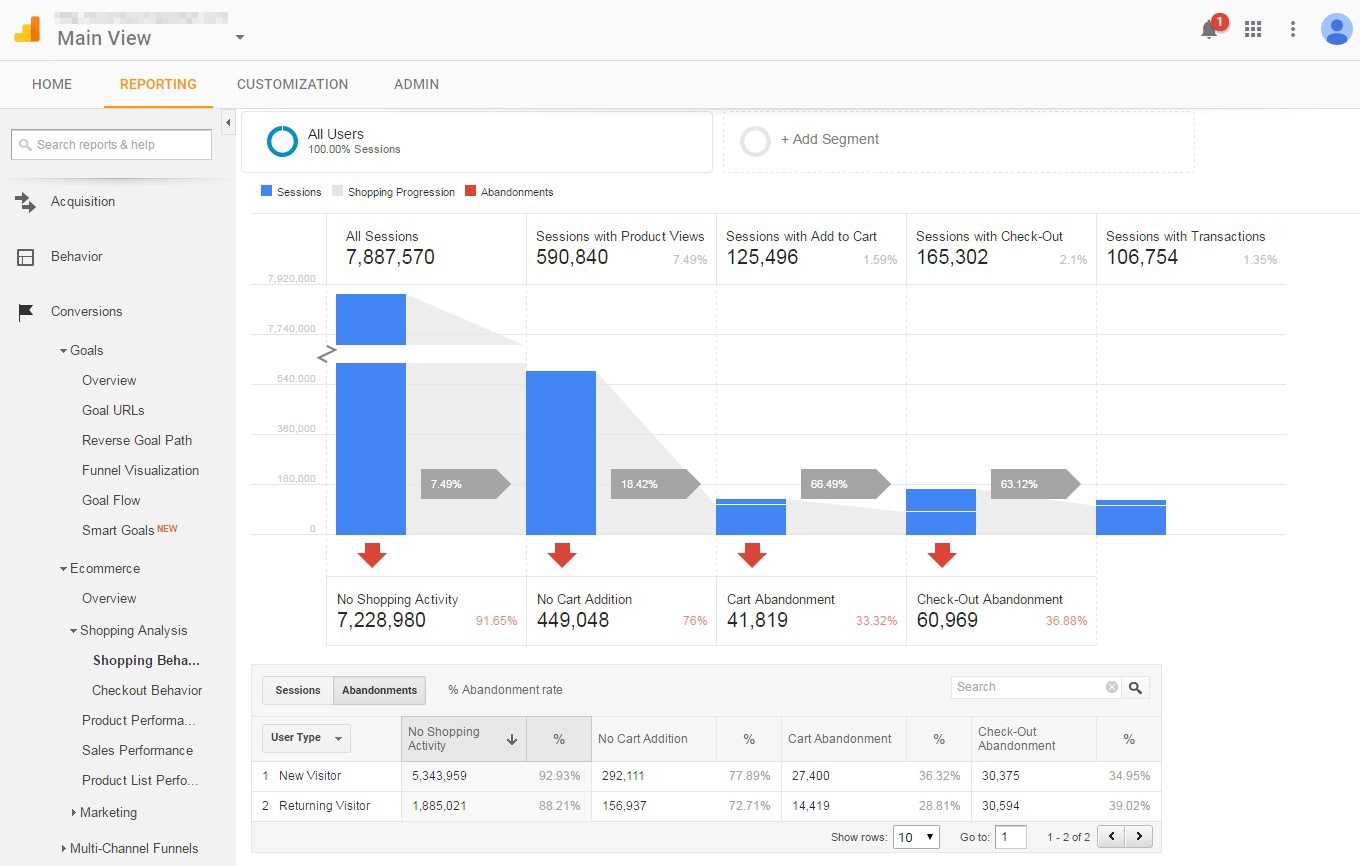 Main View
1
HOME REPORTING CUSTOMIZATION ADMIN
Search reports & help
Acquisition
Behavior
Conversions
Goals
Overview
Goal URLs
Reverse Goal Path
Funnel Visualization
Goal Flow
Smart Goals NEW
Ecommerce
Overview
Shopping Analysis
Shopping Beha...
Checkout Behavior
Product Performa...
Sales Performance
Product List Perfo...
Marketing
Multi-Channel Funnels
All Users
100.00% Sessions
+ Add Segment
Sessions Shopping Progression Abandonments
All Sessions Sessions with Product Views Sessions with Add to Cart Sessions with Check-Out Sessions with Transactions
7,887,570 590,840 7.49% 125,496 1.59% 165,302 2.1% 106,754 1.35%
7,920,000
7,740,000
540,000
360,000
180,000
7.49% 18.42% 66.49% 63.12%
0
No Shopping Activity No Cart Addition Cart Abandonment Check-Out Abandonment
7,228,980 91.65% 449,048 76% 41,819 33.32% 60,969 36.88%
Sessions Abandonments % Abandonment rate Search
User Type No Shopping Activity % No Cart Addition % Cart Abandonment % Check-Out Abandonment %
1 New Visitor 5,343,959 92.93% 292,111 77.89% 27,400 36.32% 30,375 34.95%
2 Returning Visitor 1,885,021 88.21% 156,937 72.71% 14,419 28.81% 30,594 39.02%
Show rows: 10 Go to: 1 1 - 2 of 2